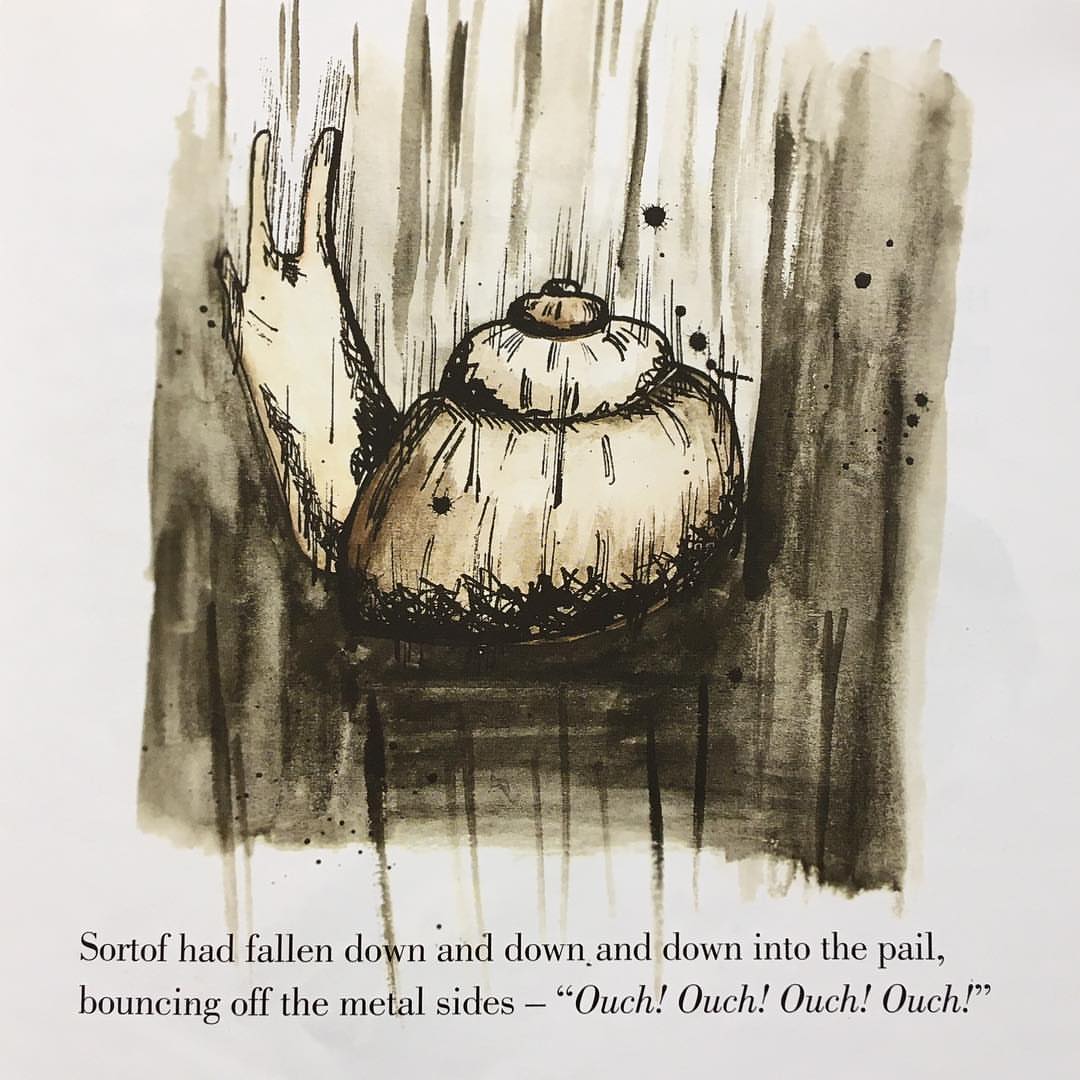 Sortof had fallen down and down and down into the pail,
bouncing off the metal sides – “Ouch! Ouch! Ouch! Ouch!”